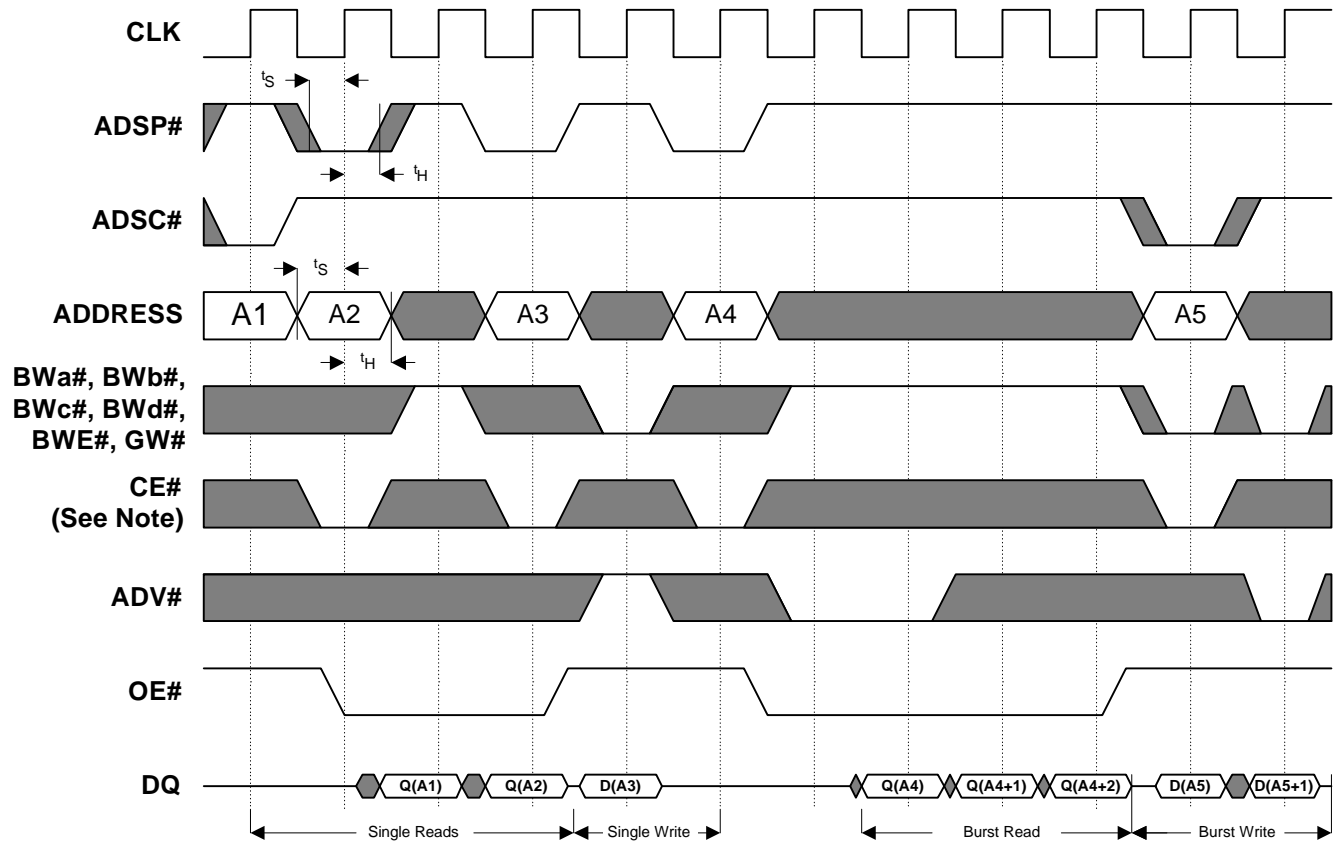 CLK
tS
ADSP#
tH
ADSC#
tS
ADDRESS
A1
A2
A3
A4
A5
tH
BWa#, BWb#,
BWc#, BWd#,
BWE#, GW#
CE#
(See Note)
ADV#
OE#
DQ
Q(A1)
Q(A2)
D(A3)
Q(A4)
Q(A4+1)
Q(A4+2)
D(A5)
D(A5+1)
Single Reads
Single Write
Burst Read
Burst Write